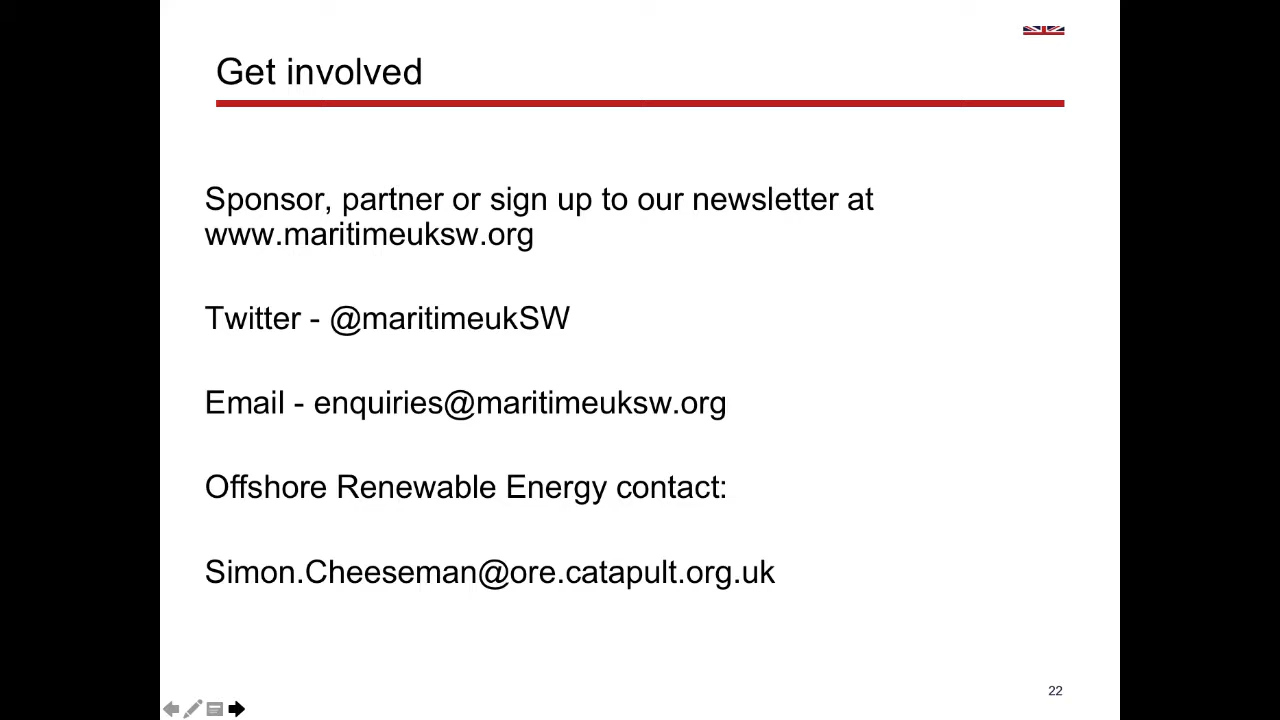 Get involved
Sponsor, partner or sign up to our newsletter at
www.maritimeuksw.org
Twitter - @maritimeukSW
Email - enquiries@maritimeuksw.org
Offshore Renewable Energy contact:
Simon.Cheeseman@ore.catapult.org.uk
22